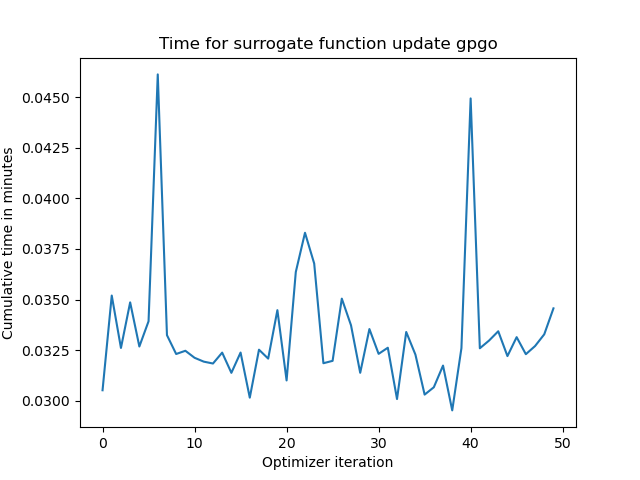 Time for surrogate function update gpgo
Cumulative time in minutes
0.0450
0.0425
0.0400
0.0375
0.0350
0.0325
0.0300
0 10 20 30 40 50
Optimizer iteration